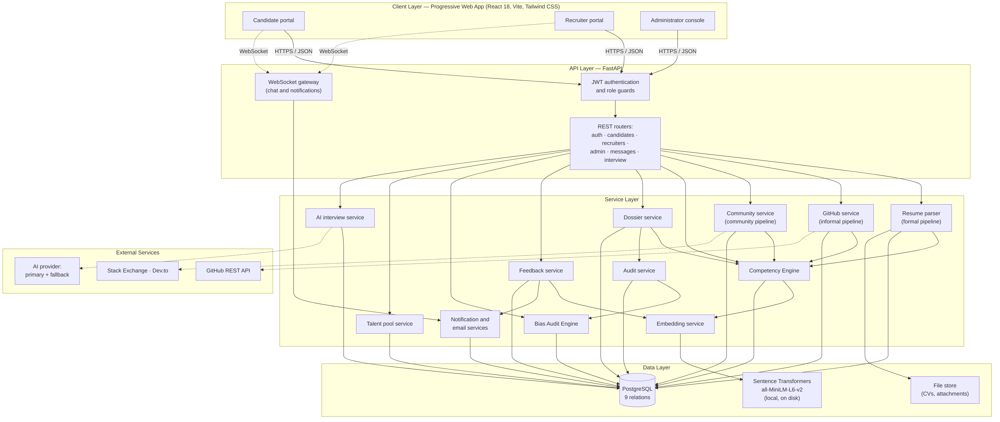 Client Layer — Progressive Web App (React 18, Vite, Tailwind CSS)
Candidate portal
Recruiter portal
Administrator console
WebSocket
HTTPS / JSON
WebSocket
HTTPS / JSON
HTTPS / JSON
API Layer — FastAPI
WebSocket gateway
(chat and notifications)
JWT authentication
and role guards
REST routers:
auth · candidates ·
recruiters ·
admin · messages ·
interview
Service Layer
AI interview service
Dossier service
Community service
(community pipeline)
GitHub service
(informal pipeline)
Resume parser
(formal pipeline)
External Services
AI provider:
primary + fallback
Stack Exchange · Dev.to
GitHub REST API
Feedback service
Audit service
Competency Engine
Talent pool service
Notification and
email services
Bias Audit Engine
Embedding service
Data Layer
PostgreSQL
9 relations
Sentence Transformers
all-MiniLM-L6-v2
(local, on disk)
File store
(CVs, attachments)